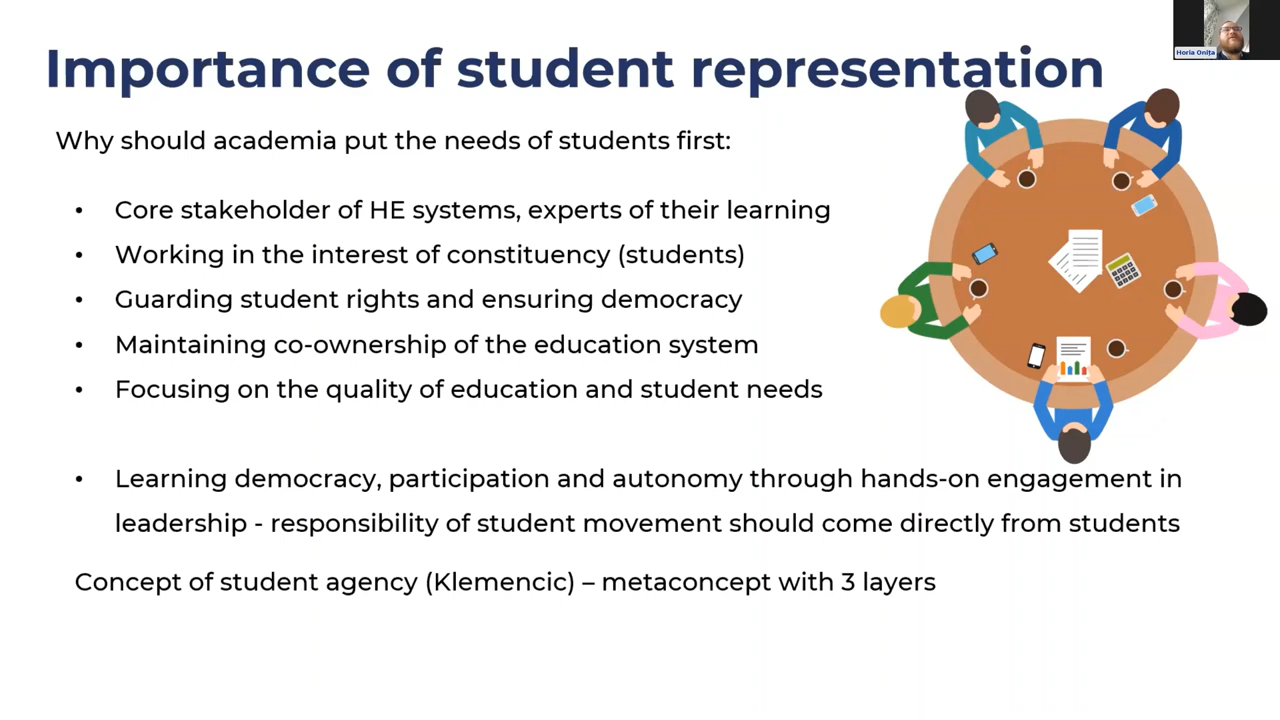 Horia Onița
Importance of student representation
Why should academia put the needs of students first:
• Core stakeholder of HE systems, experts of their learning
• Working in the interest of constituency (students)
• Guarding student rights and ensuring democracy
• Maintaining co-ownership of the education system
• Focusing on the quality of education and student needs
• Learning democracy, participation and autonomy through hands-on engagement in
leadership - responsibility of student movement should come directly from students
Concept of student agency (Klemencic) – metaconcept with 3 layers